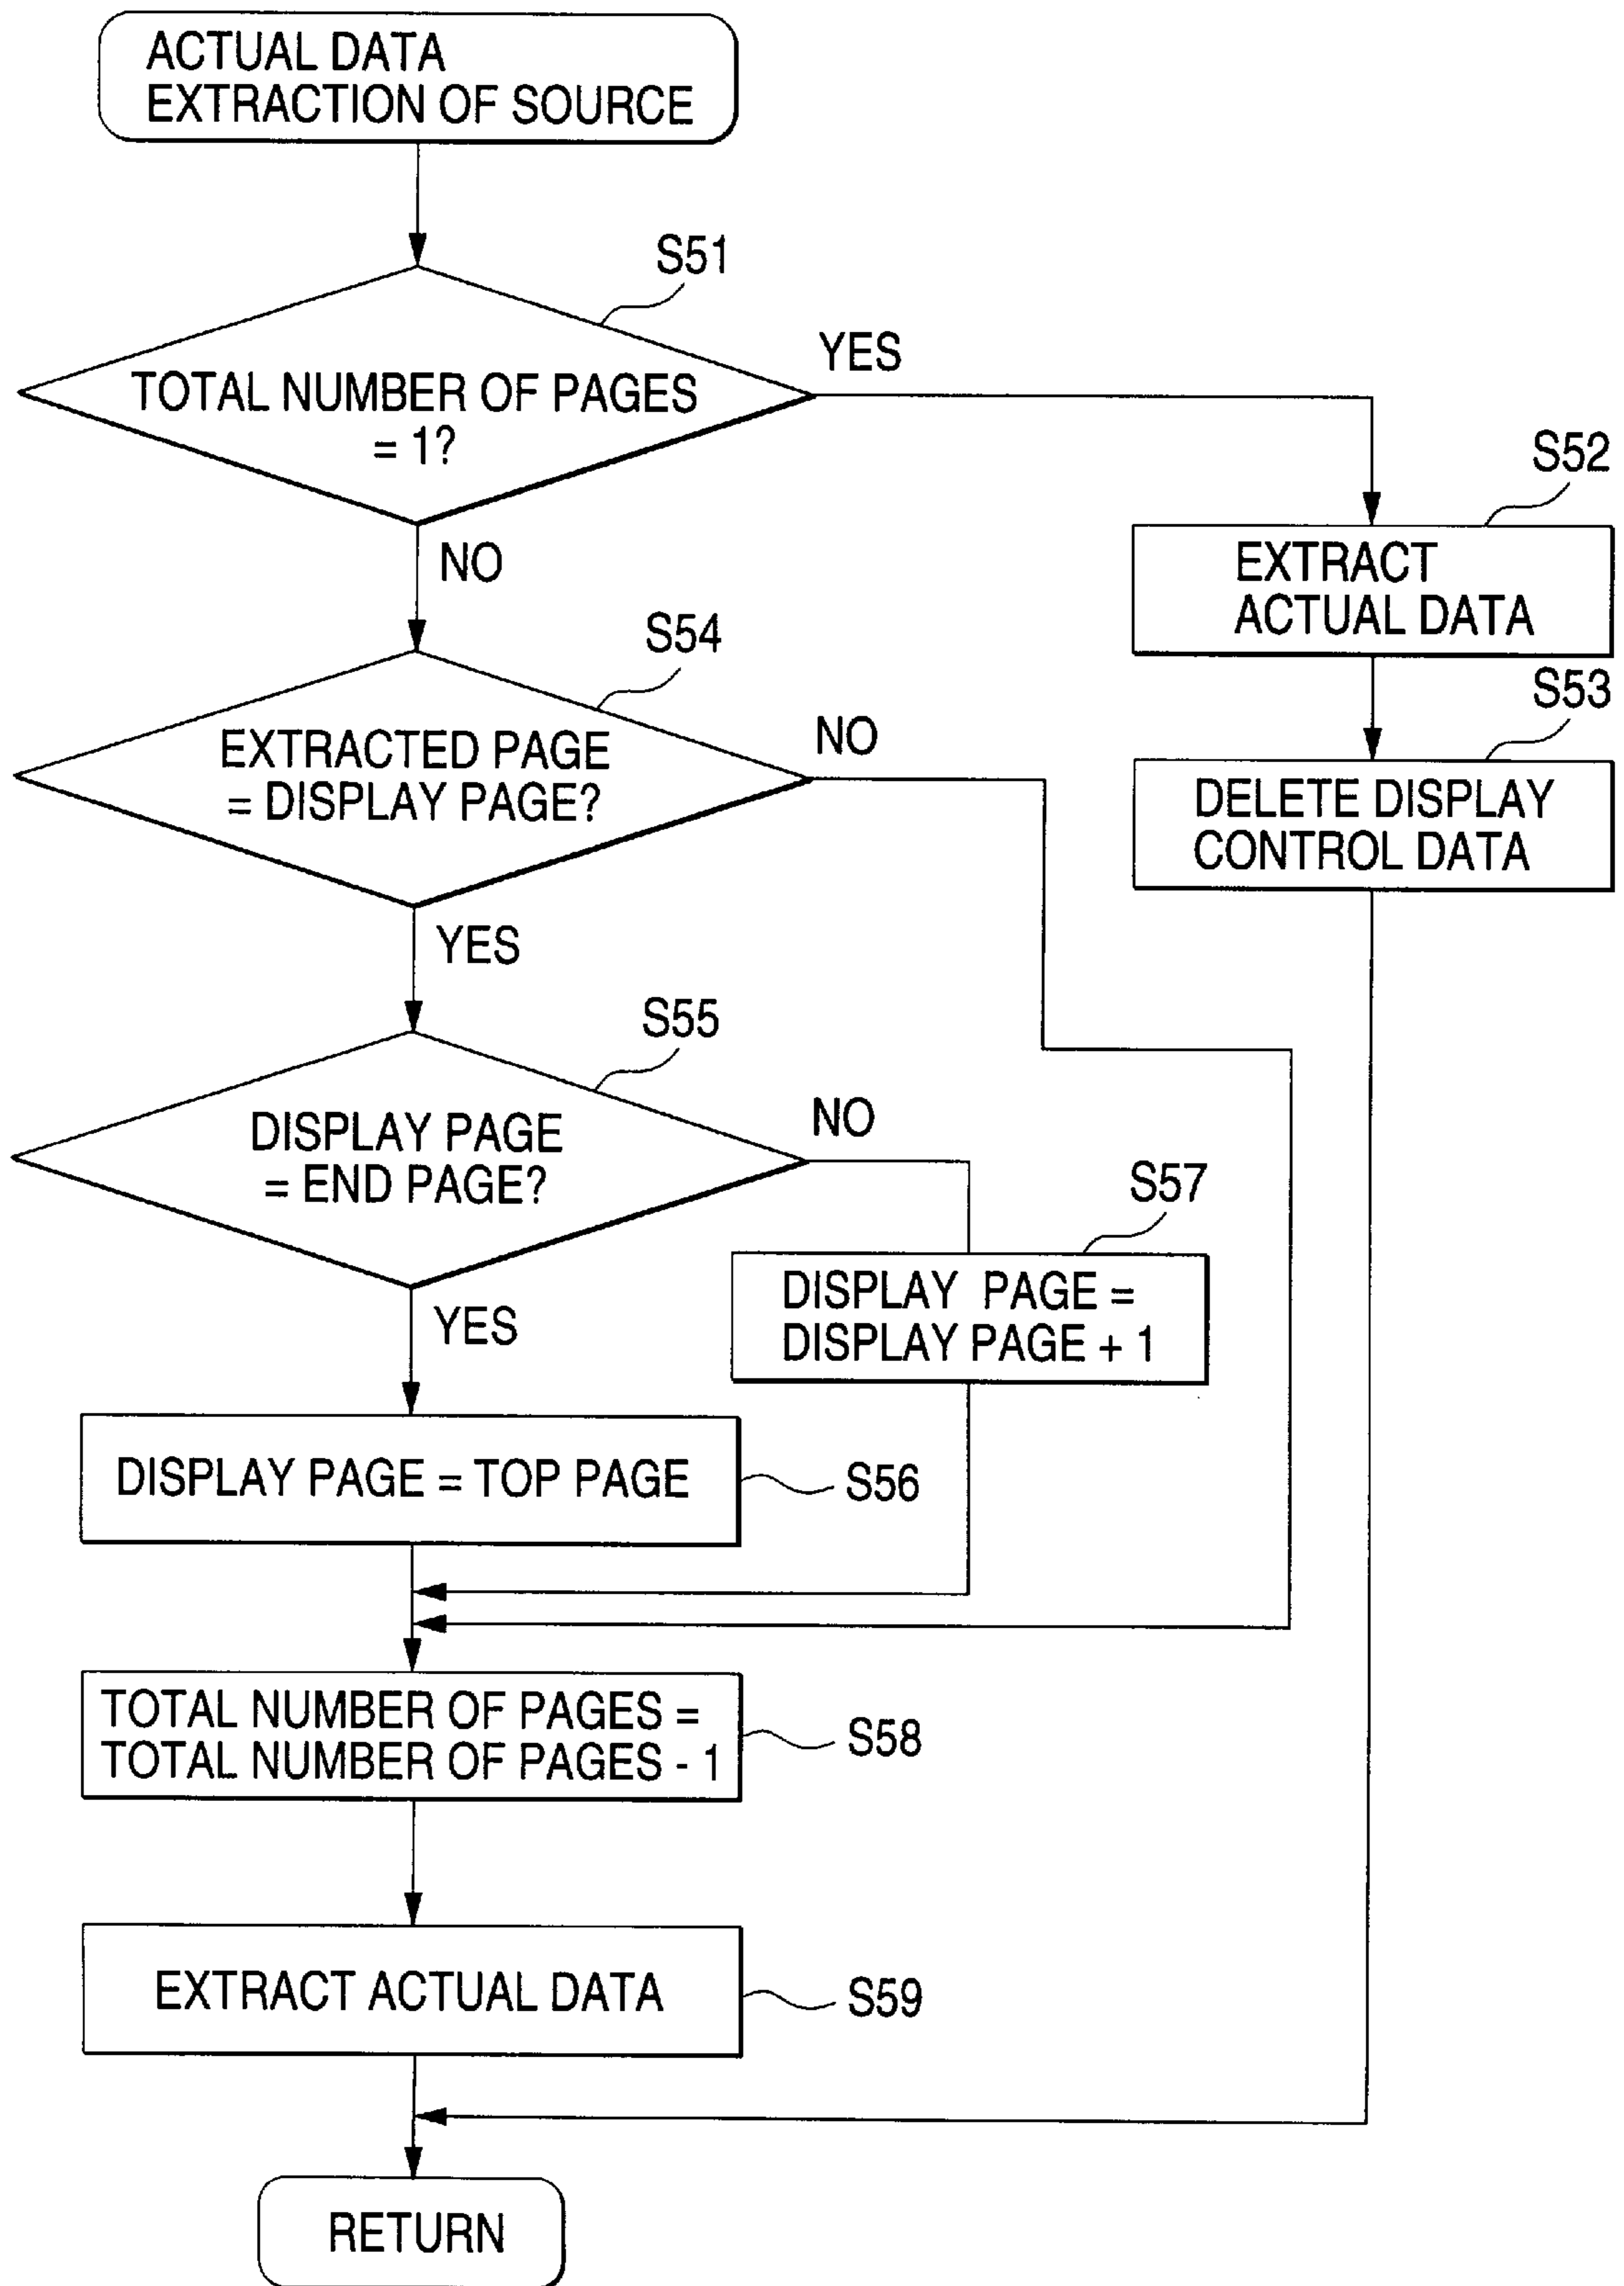 ACTUAL DATA
EXTRACTION OF SOURCE
S51
TOTAL NUMBER OF PAGES
= 1?
YES
NO
S52
EXTRACT
ACTUAL DATA
S53
DELETE DISPLAY
CONTROL DATA
S54
EXTRACTED PAGE
= DISPLAY PAGE?
NO
YES
S55
DISPLAY PAGE
= END PAGE?
NO
YES
S57
DISPLAY PAGE =
DISPLAY PAGE + 1
DISPLAY PAGE = TOP PAGE
S56
TOTAL NUMBER OF PAGES =
TOTAL NUMBER OF PAGES - 1
S58
EXTRACT ACTUAL DATA
S59
RETURN